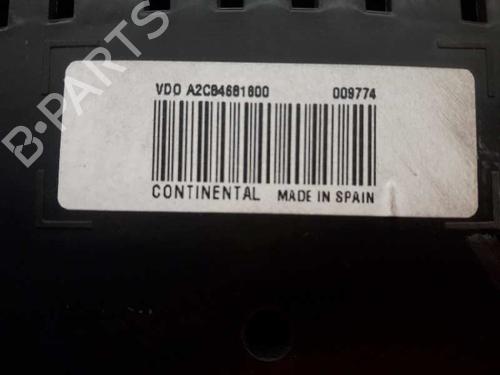 VDO A2C84681800 009774
CONTINENTAL MADE IN SPAIN
B-PARTS